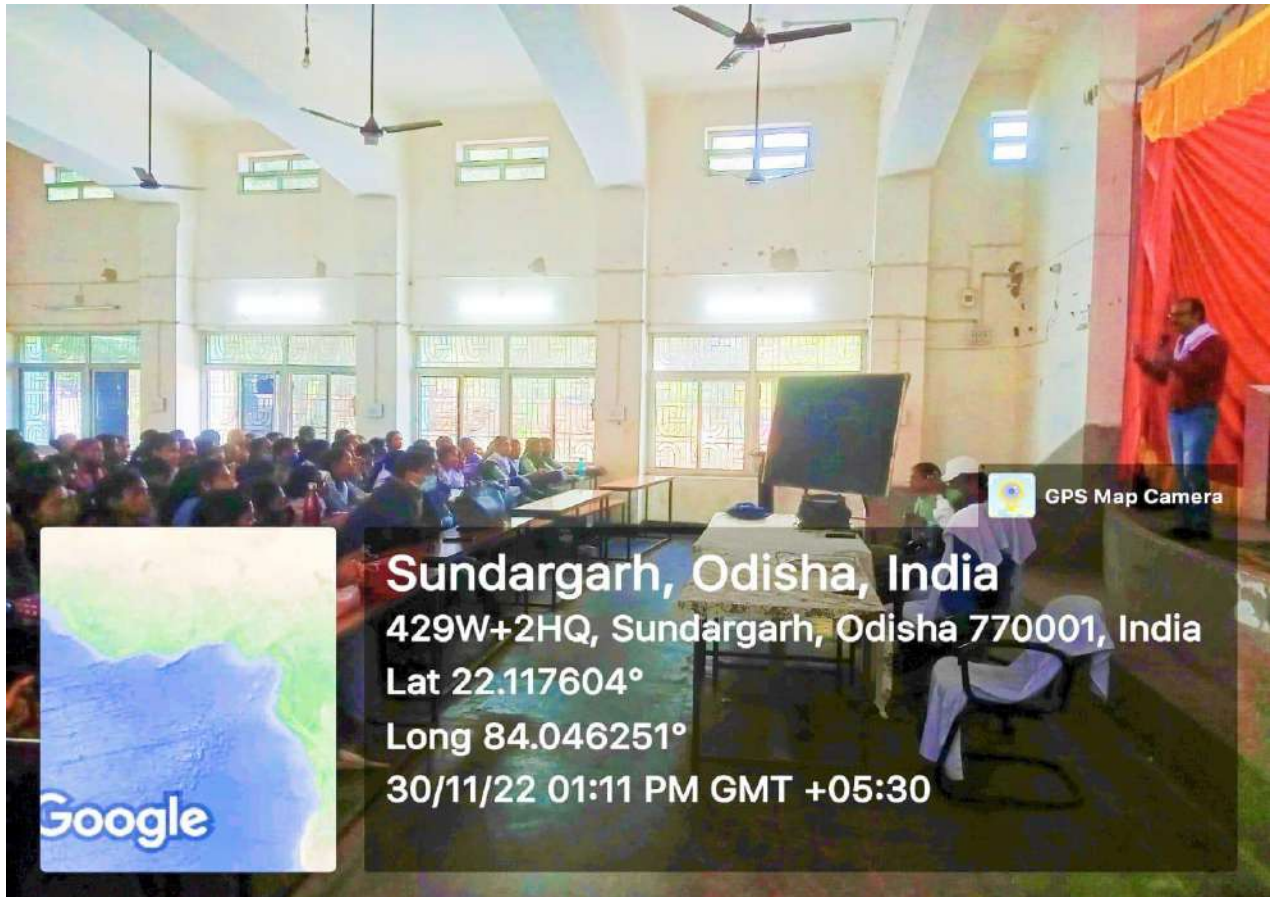 GPS Map Camera
Sundargarh, Odisha, India
429W+2HQ, Sundargarh, Odisha 770001, India
Lat 22.117604°
Long 84.046251°
30/11/22 01:11 PM GMT +05:30
Google